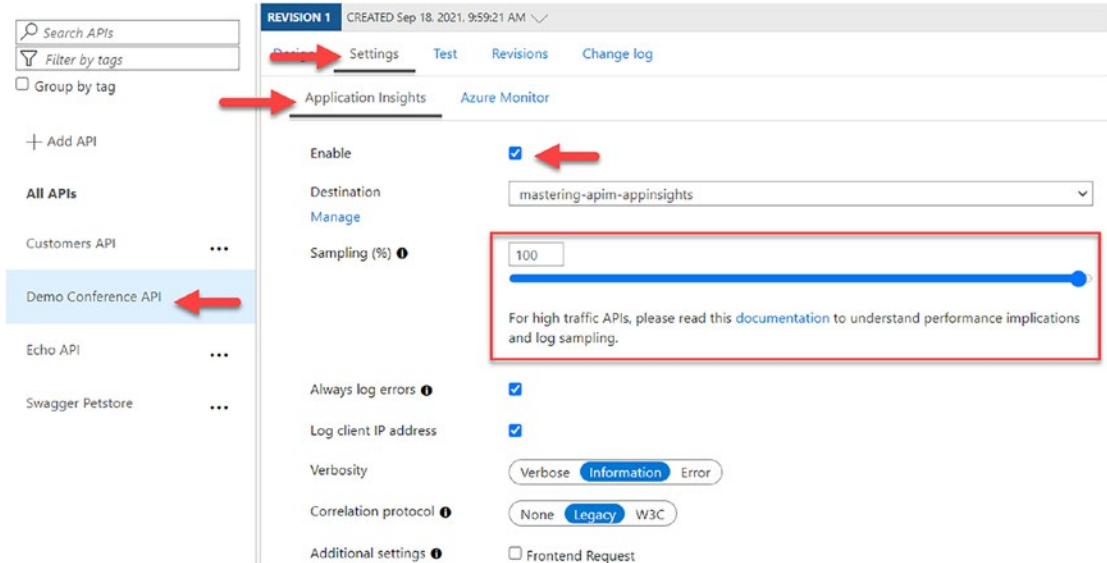 Search APIs
Filter by tags
Group by tag
+ Add API
All APIs
Customers API
Demo Conference API
Echo API
Swagger Petstore
REVISION 1 CREATED Sep 18, 2021, 9:59:21 AM
Design Settings Test Revisions Change log
Application Insights Azure Monitor
Enable
Destination mastering-apim-appinsights
Manage
Sampling (%) 100
For high traffic APIs, please read this documentation to understand performance implications
and log sampling.
Always log errors
Log client IP address
Verbosity Verbose Information Error
Correlation protocol None Legacy W3C
Additional settings Frontend Request